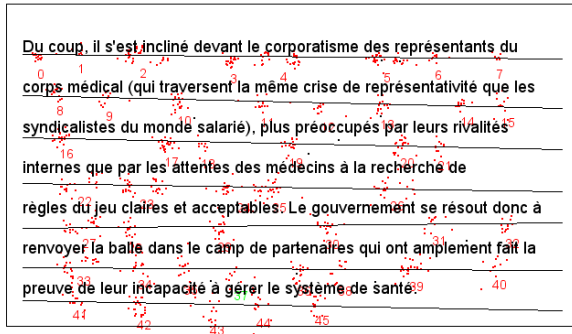 Du coup, il s'est incliné devant le corporatisme des représentants du
corps médical (qui traversent la même crise de représentativité que les
syndicalistes du monde salarié), plus préoccupés par leurs rivalités
internes que par les attentes des médecins à la recherche de
règles du jeu claires et acceptables. Le gouvernement se résout donc à
renvoyer la balle dans le camp de partenaires qui ont amplement fait la
preuve de leur incapacité à gérer le système de santé.